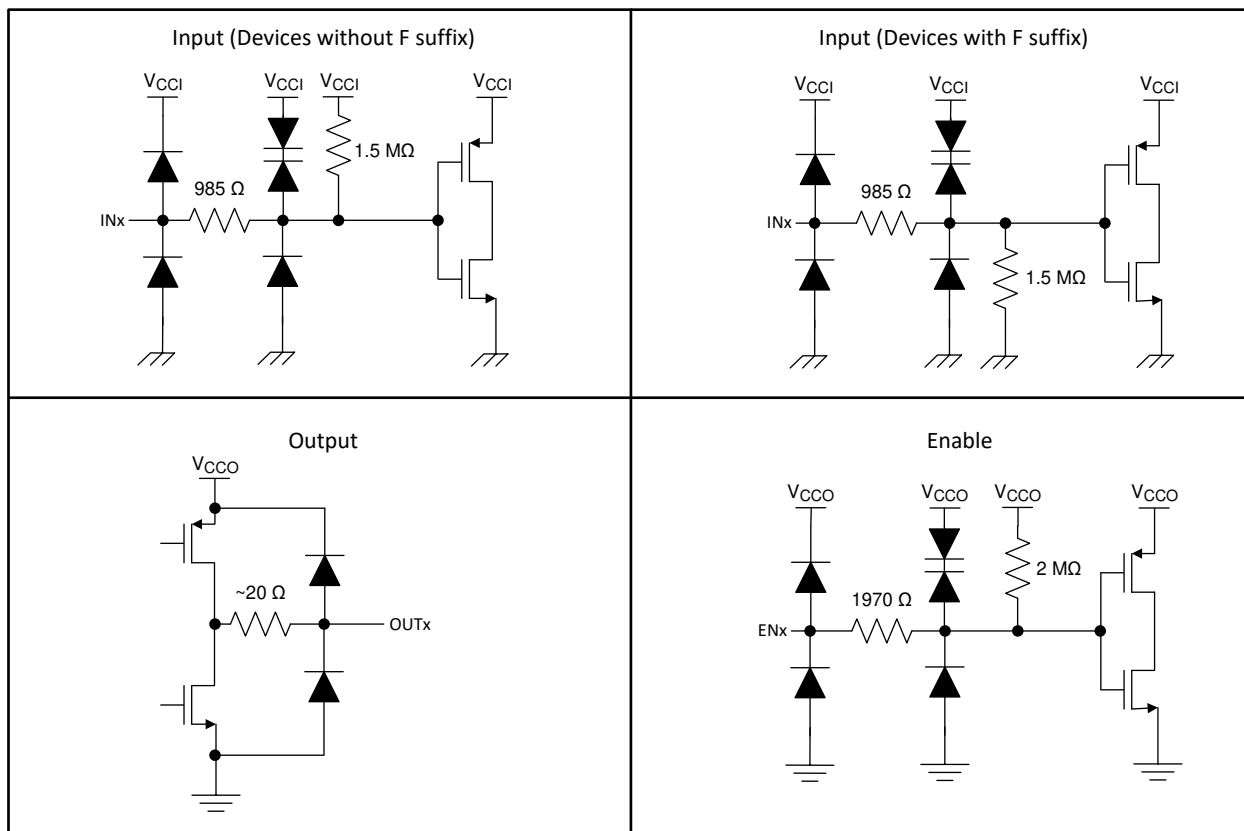 Input (Devices without F suffix)
VCCI
VCCI
VCCI
VCCI
1.5 MΩ
985 Ω
INx
Input (Devices with F suffix)
VCCI
VCCI
VCCI
985 Ω
INx
1.5 MΩ
Output
VCCO
~20 Ω
OUTx
Enable
VCCO
VCCO
VCCO
VCCO
2 MΩ
1970 Ω
ENx